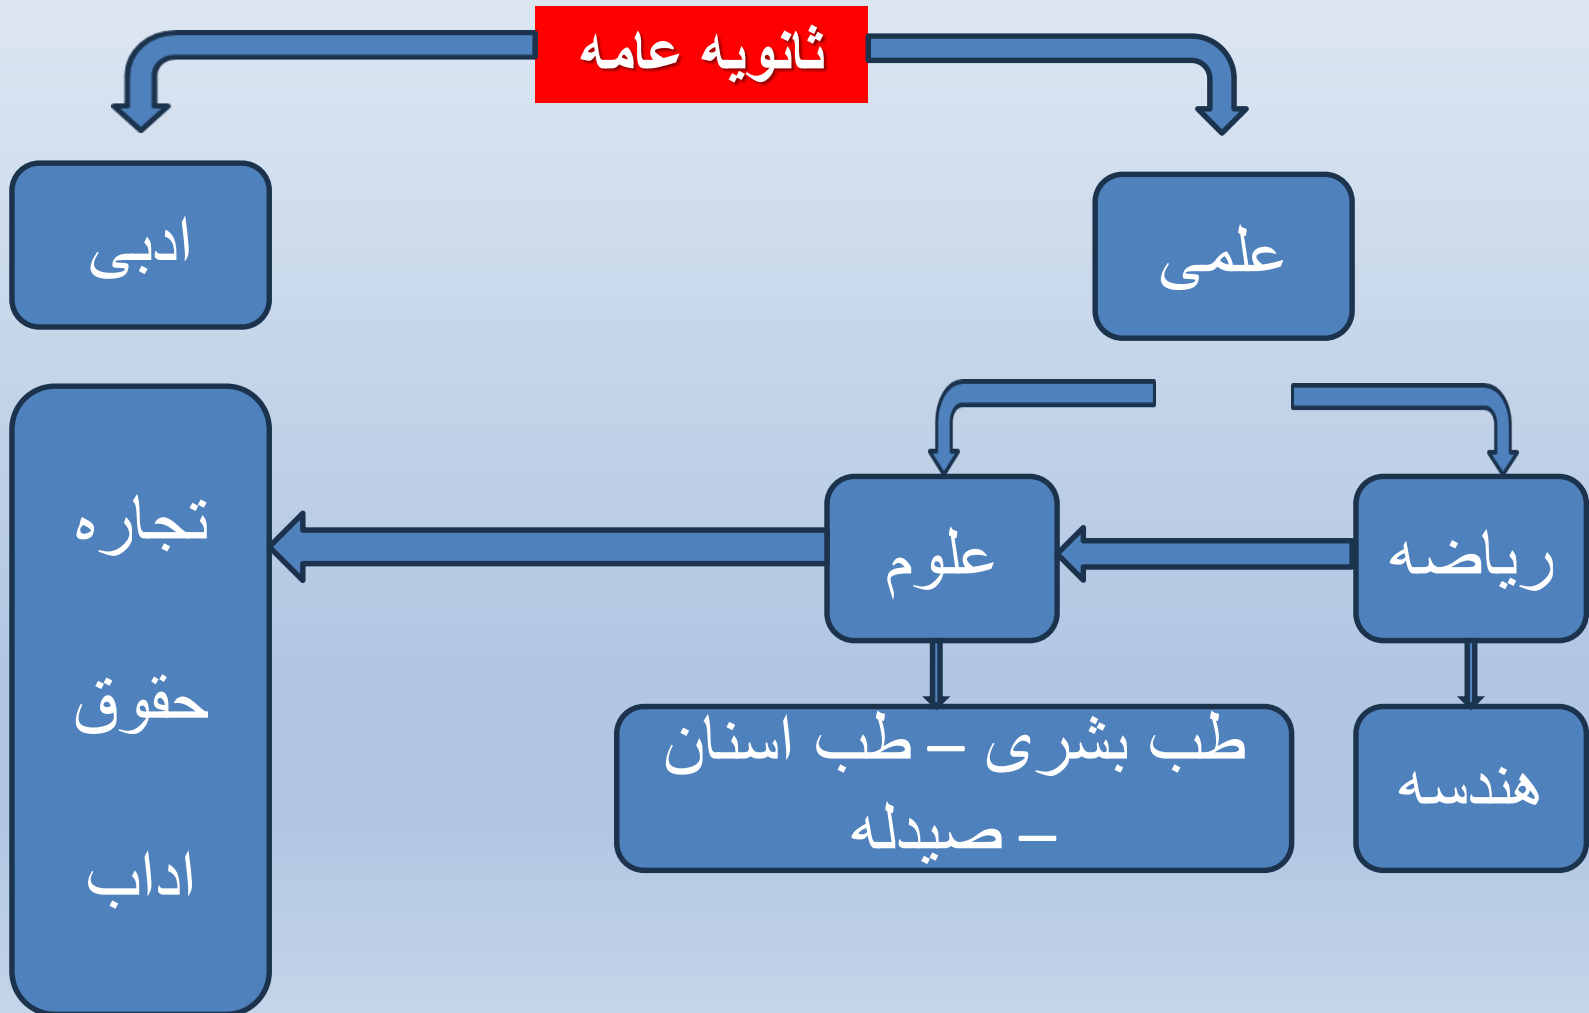 ثانويه عامه
علمى
ادبى
رياضه
علوم
تجاره
حقوق
اداب
هندسه
طب بشرى – طب اسنان
– صيدله